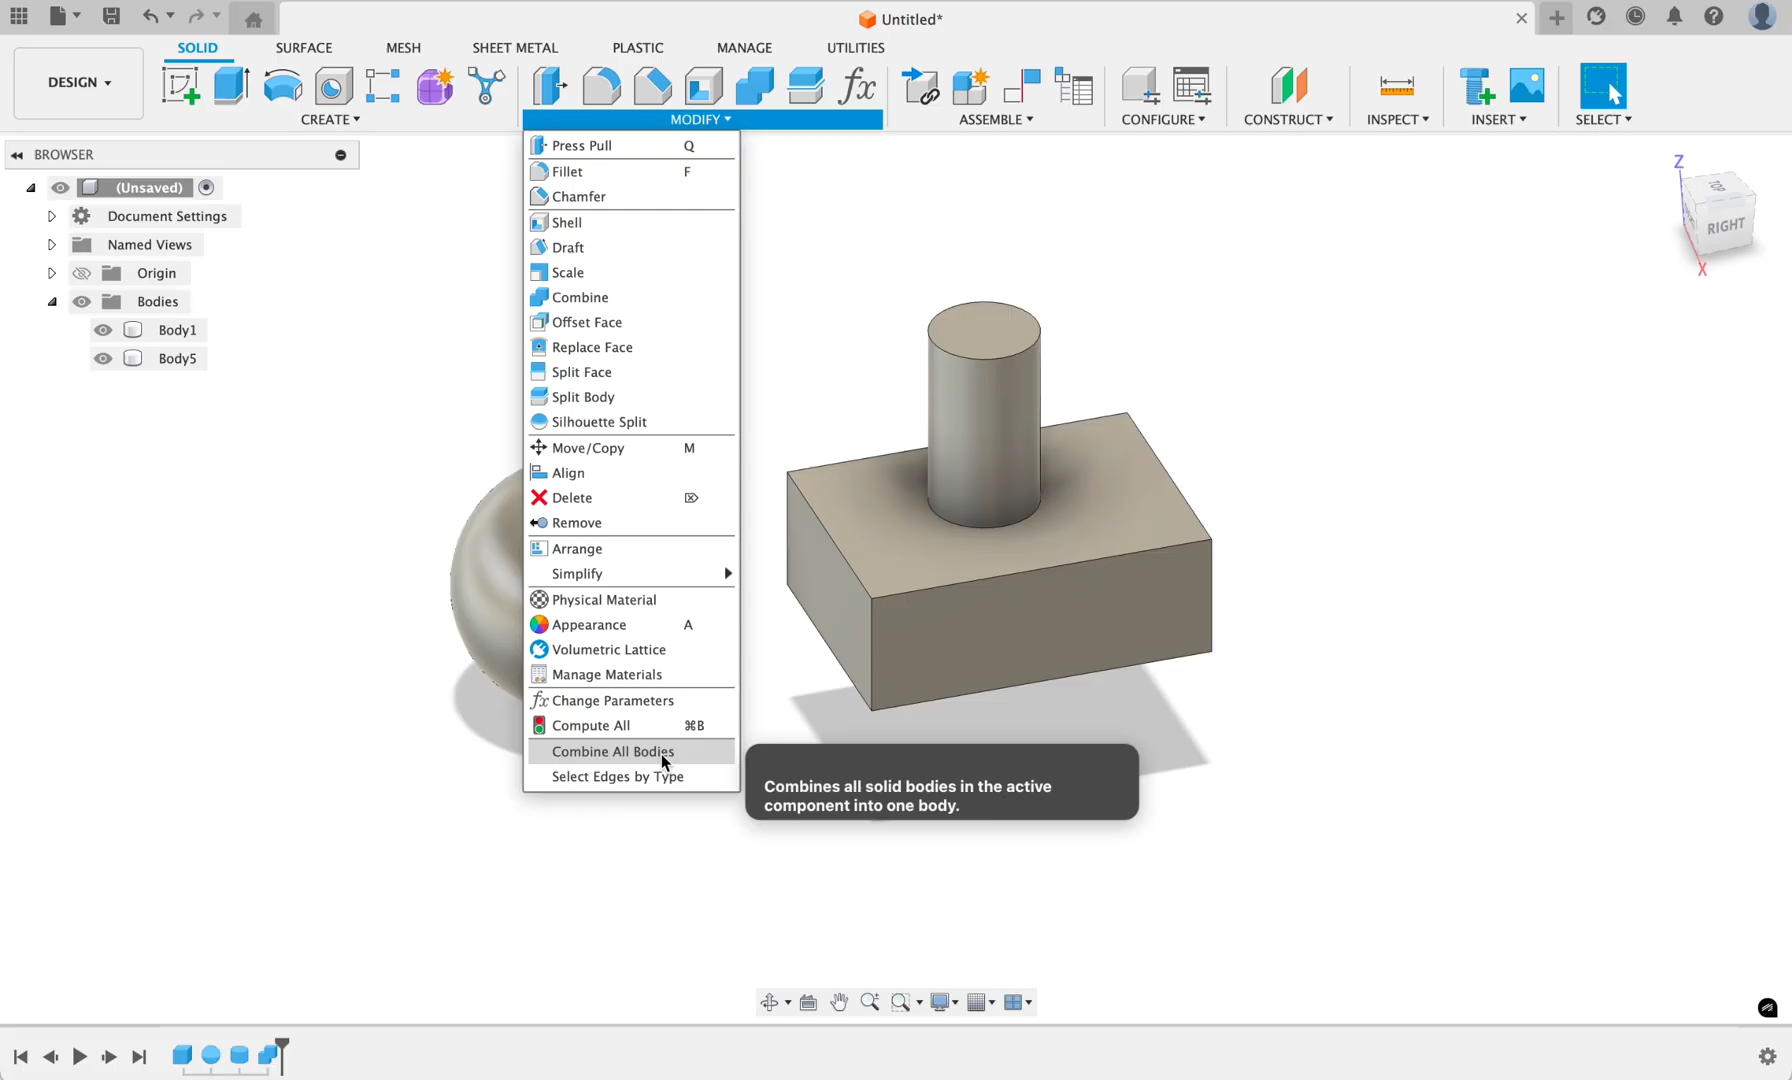 Untitled*
SOLID SURFACE MESH SHEET METAL PLASTIC MANAGE UTILITIES
DESIGN
CREATE MODIFY ASSEMBLE CONFIGURE CONSTRUCT INSPECT INSERT SELECT
BROWSER
(Unsaved)
Document Settings
Named Views
Origin
Bodies
Body1
Body5
Press Pull Q
Fillet F
Chamfer
Shell
Draft
Scale
Combine
Offset Face
Replace Face
Split Face
Split Body
Silhouette Split
Move/Copy M
Align
Delete ⌦
Remove
Arrange
Simplify
Physical Material
Appearance A
Volumetric Lattice
Manage Materials
fx Change Parameters
Compute All ⌘B
Combine All Bodies
Select Edges by Type
Combines all solid bodies in the active
component into one body.
Z
TOP
RIGHT
X